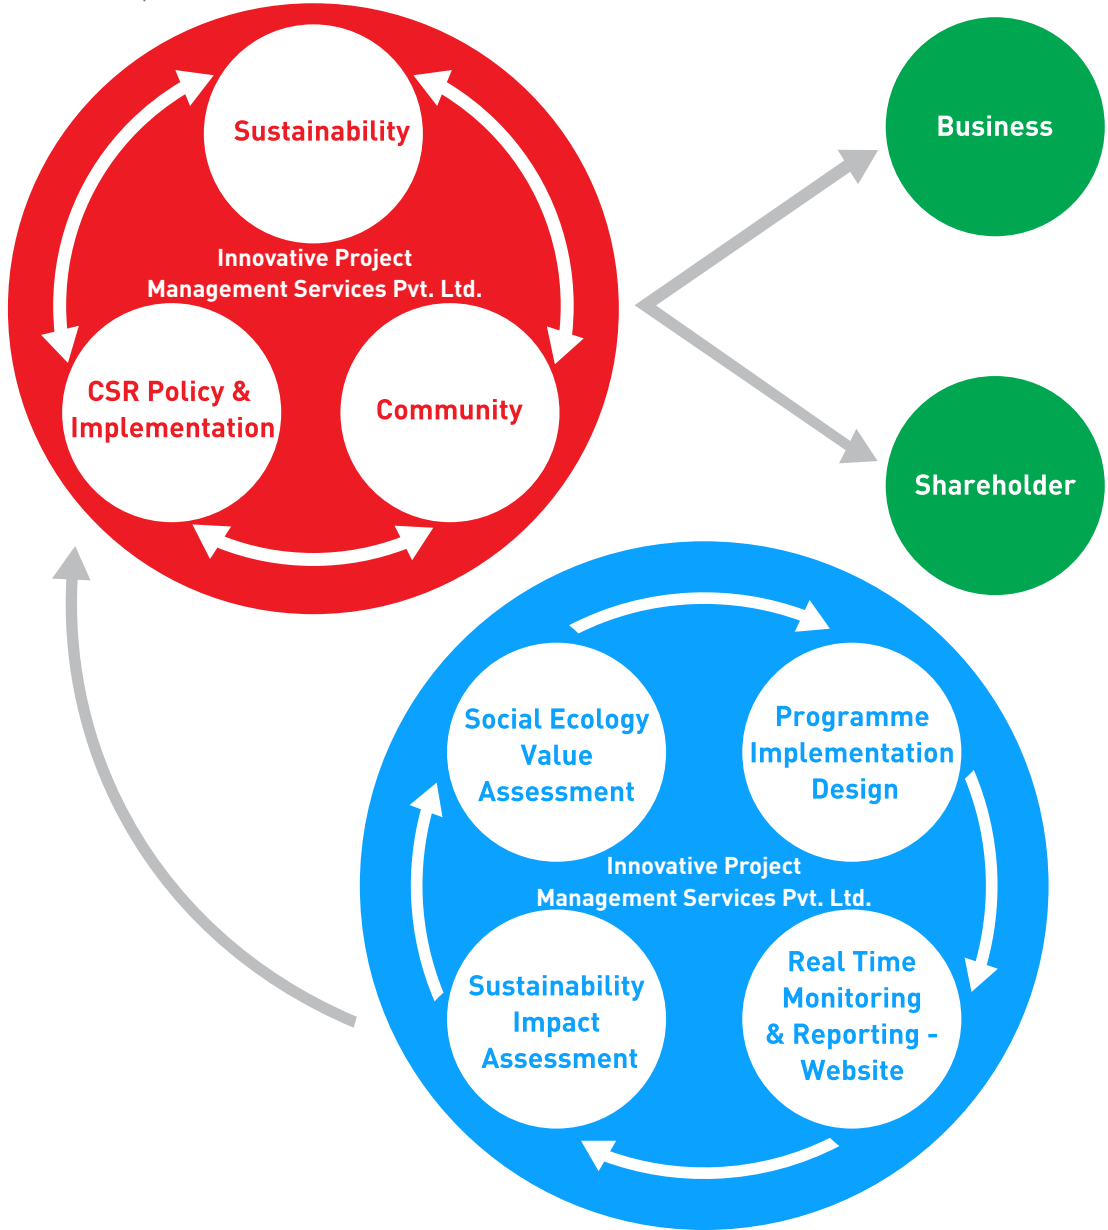 Sustainability
Business
Innovative Project
Management Services Pvt. Ltd.
CSR Policy &
Implementation
Community
Shareholder
Social Ecology
Value
Assessment
Programme
Implementation
Design
Innovative Project
Management Services Pvt. Ltd.
Sustainability
Impact
Assessment
Real Time
Monitoring
& Reporting -
Website